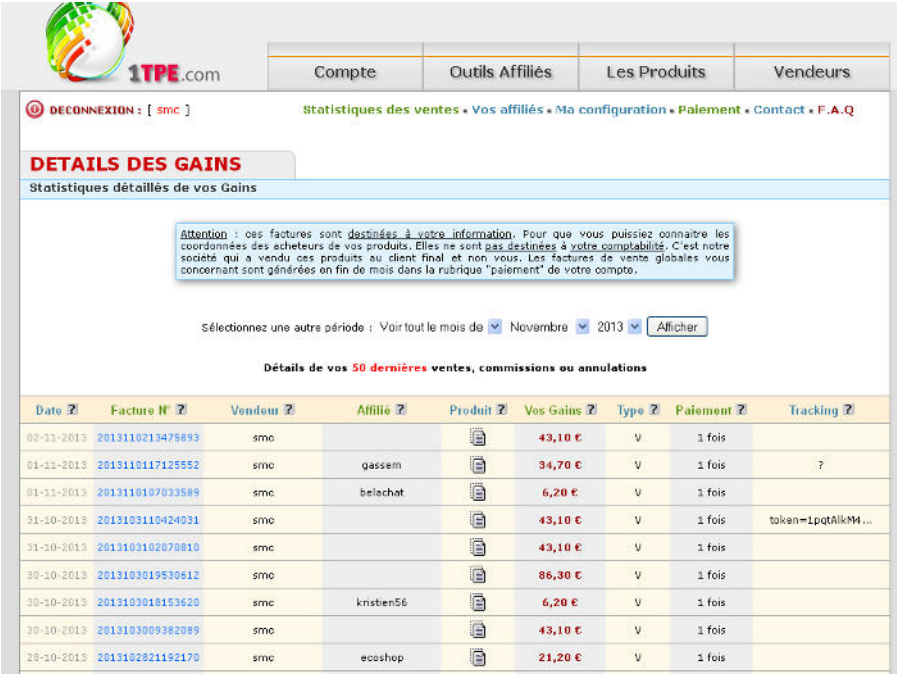 1TPE.com
Compte Outils Affiliés Les Produits Vendeurs
DECONNEXION : [ smc ] Statistiques des ventes • Vos affiliés • Ma configuration • Paiement • Contact • F.A.Q
DETAILS DES GAINS
Statistiques détaillés de vos Gains
Attention : ces factures sont destinées à votre information. Pour que vous puissiez connaitre les
coordonnées des acheteurs de vos produits. Elles ne sont pas destinées à votre comptabilité. C'est notre
société qui a vendu ces produits au client final et non vous. Les factures de vente globales vous
concernant sont générées en fin de mois dans la rubrique "paiement" de votre compte.
Sélectionnez une autre période : Voir tout le mois de Novembre 2013 Afficher
Détails de vos 50 dernières ventes, commissions ou annulations
Date ? Facture N° ? Vendeur ? Affilié ? Produit ? Vos Gains ? Type ? Paiement ? Tracking ?
02-11-2013 2013110213475893 smc 43,10 € V 1 fois
01-11-2013 2013110117125552 smc gassem 34,70 € V 1 fois ?
01-11-2013 2013110107033589 smc belachat 6,20 € V 1 fois
31-10-2013 2013103110424031 smc 43,10 € V 1 fois token=1pqtAlkM4...
31-10-2013 2013103102070810 smc 43,10 € V 1 fois
30-10-2013 2013103019530612 smc 86,30 € V 1 fois
30-10-2013 2013103018153620 smc kristien56 6,20 € V 1 fois
30-10-2013 2013103009382089 smc 43,10 € V 1 fois
28-10-2013 2013102821192170 smc ecoshop 21,20 € V 1 fois